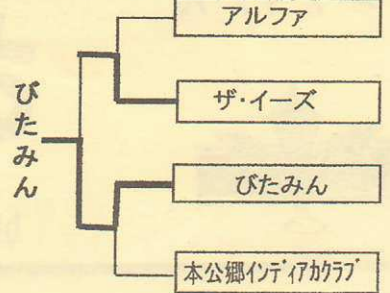 びたみん
アルファ
ザ・イーズ
びたみん
本公郷インディアカクラブ